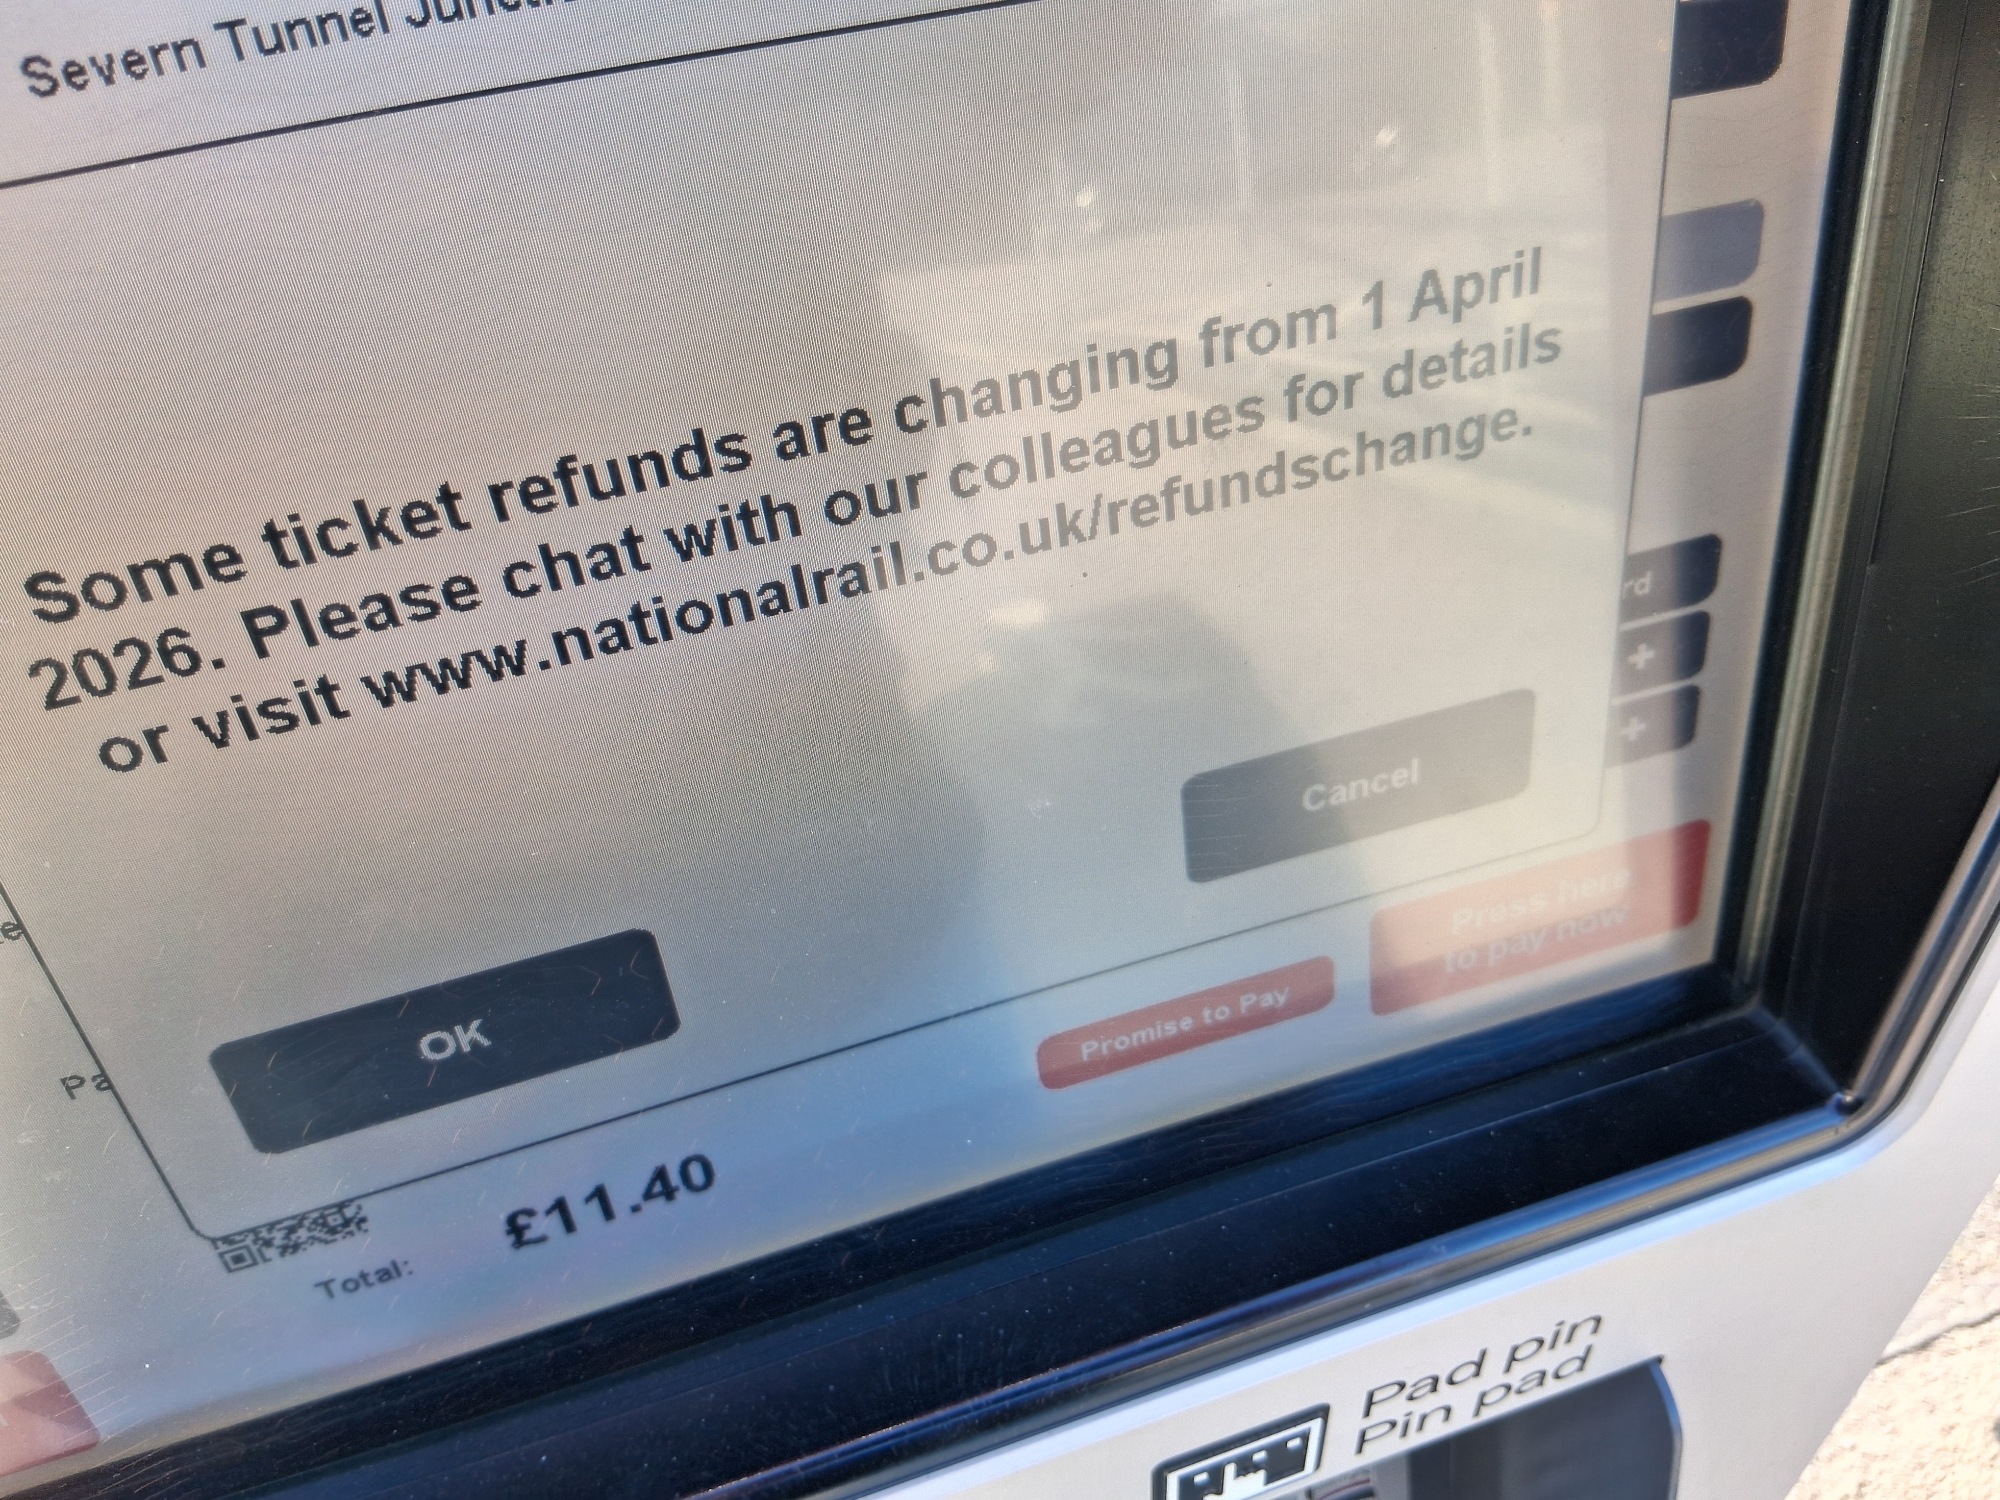 Severn Tunnel
Some ticket refunds are changing from 1 April
2026. Please chat with our colleagues for details
or visit www.nationalrail.co.uk/refundschange.
Cancel
OK
Press here
to pay now
Promise to Pay
£11.40
Total:
Pad pin
Pin pad